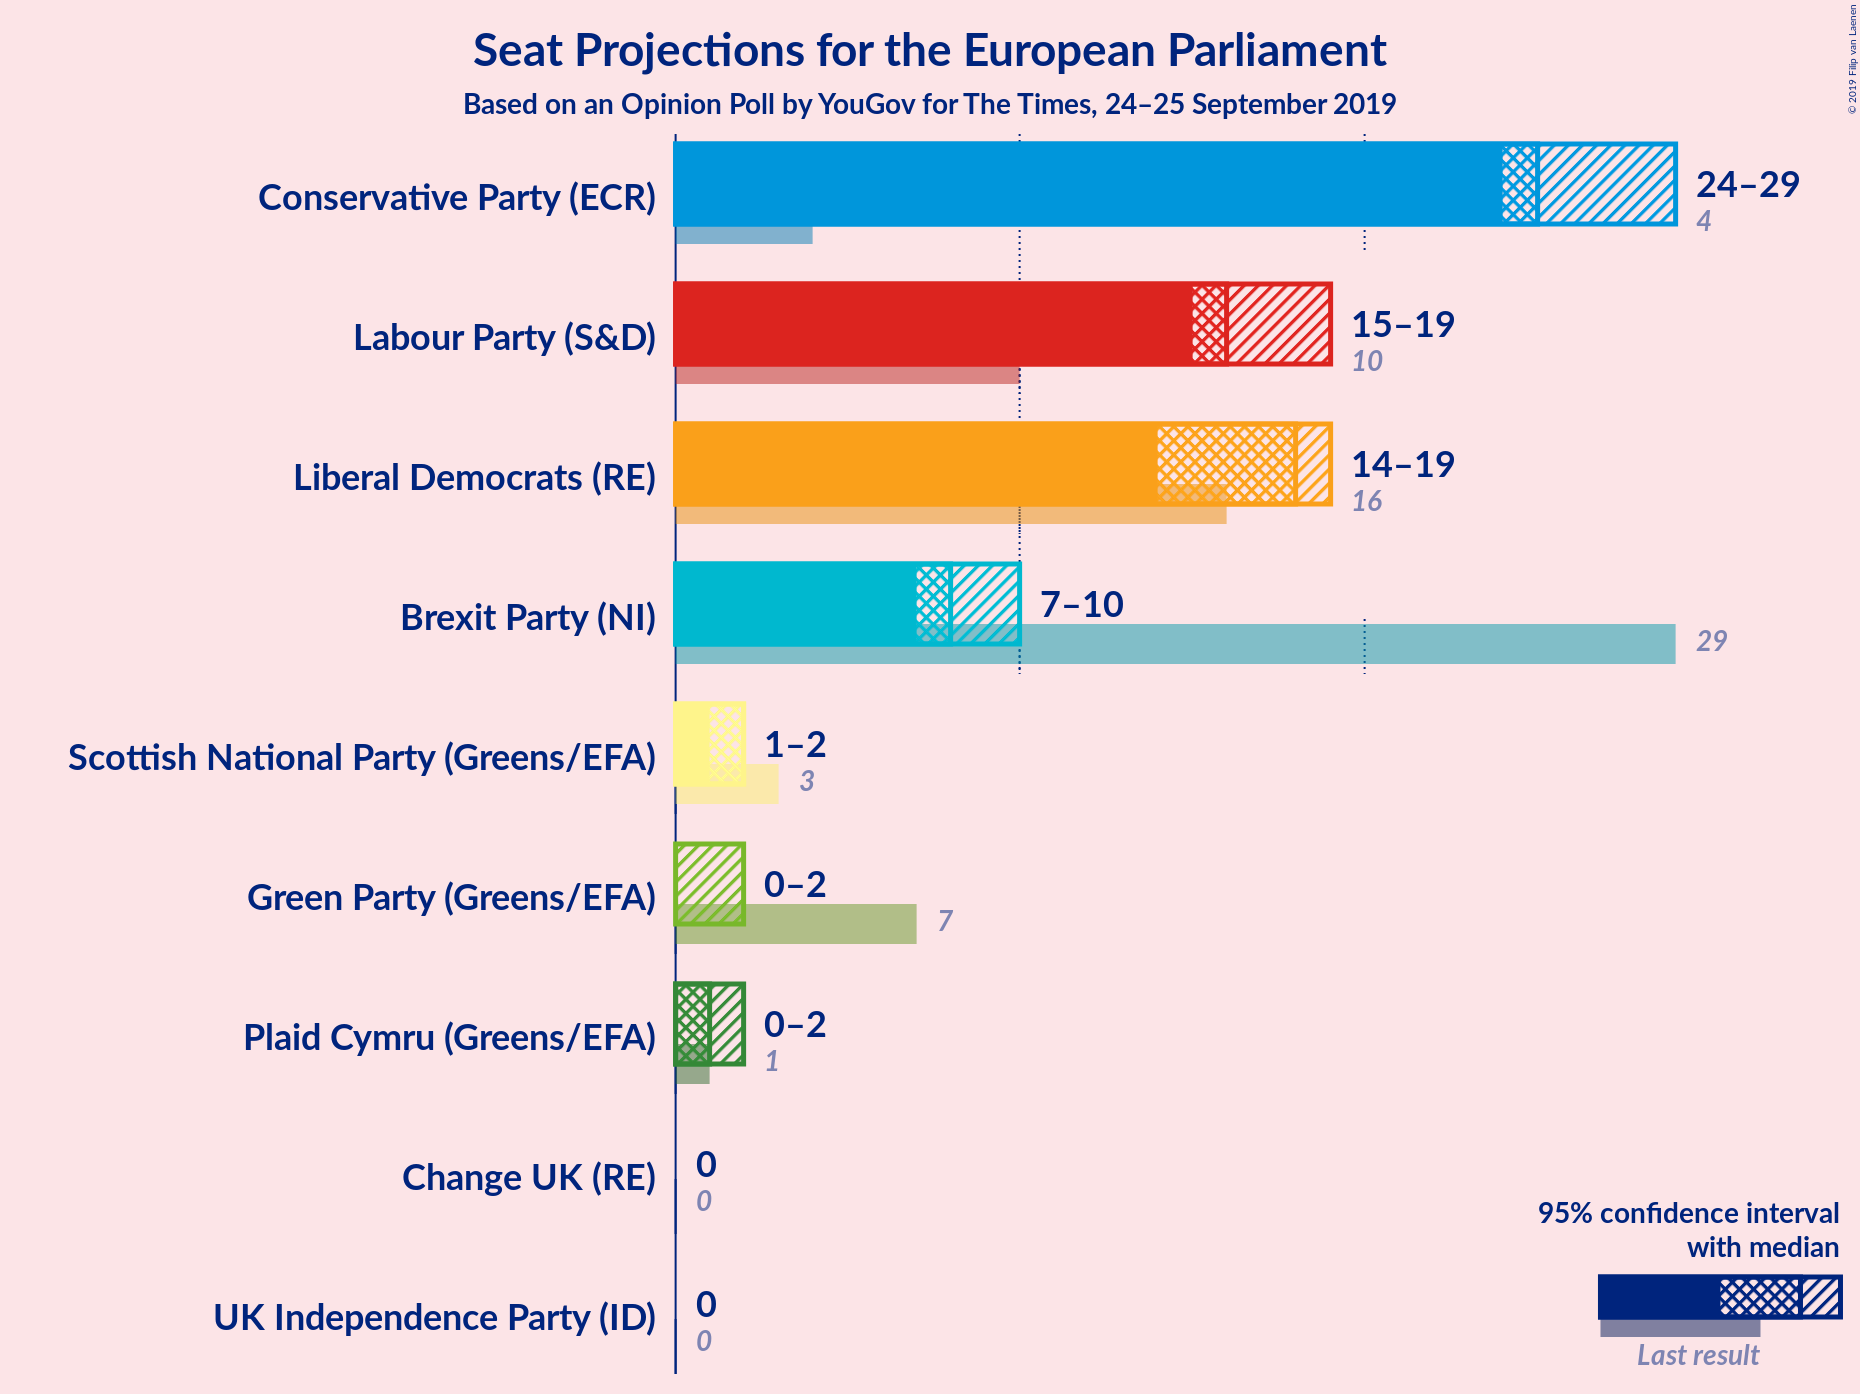 Seat Projections for the European Parliament
Based on an Opinion Poll by YouGov for The Times, 24–25 September 2019
© 2019 Filip van Laenen
Conservative Party (ECR)
24–29
4
Labour Party (S&D)
15–19
10
Liberal Democrats (RE)
14–19
16
Brexit Party (NI)
7–10
29
Scottish National Party (Greens/EFA)
1–2
3
Green Party (Greens/EFA)
0–2
7
Plaid Cymru (Greens/EFA)
0–2
1
Change UK (RE)
0
0
UK Independence Party (ID)
0
0
95% confidence interval
with median
Last result